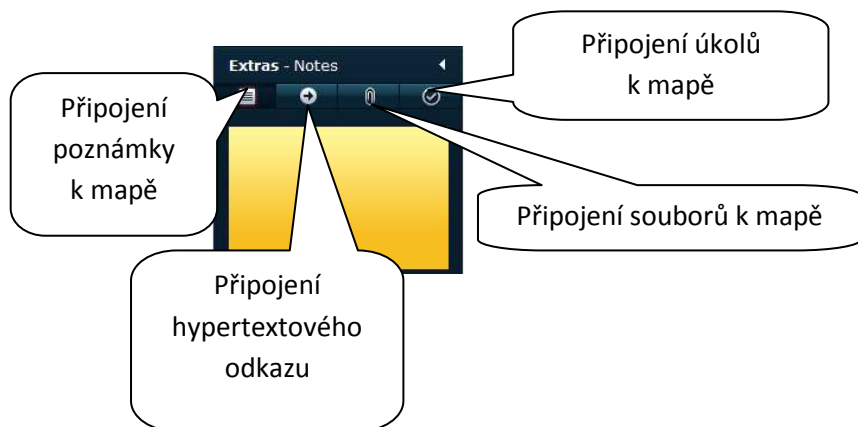 Extras - Notes
Připojení úkolů
k mapě
Připojení
poznámky
k mapě
Připojení souborů k mapě
Připojení
hypertextového
odkazu